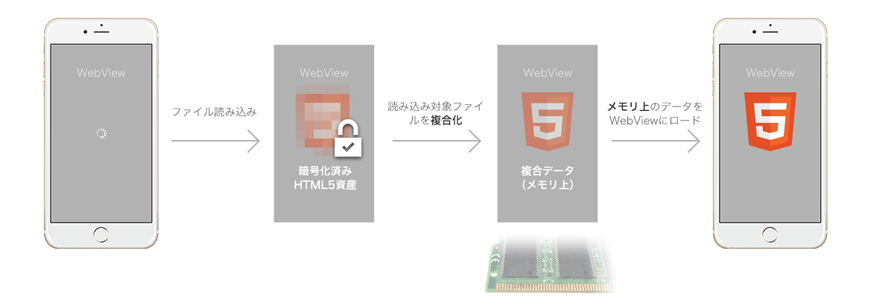 WebView
ファイル読み込み
WebView
暗号化済み
HTML5資産
読み込み対象ファイ
ルを複合化
WebView
5
複合データ
（メモリ上）
メモリ上のデータを
WebViewにロード
WebView
5